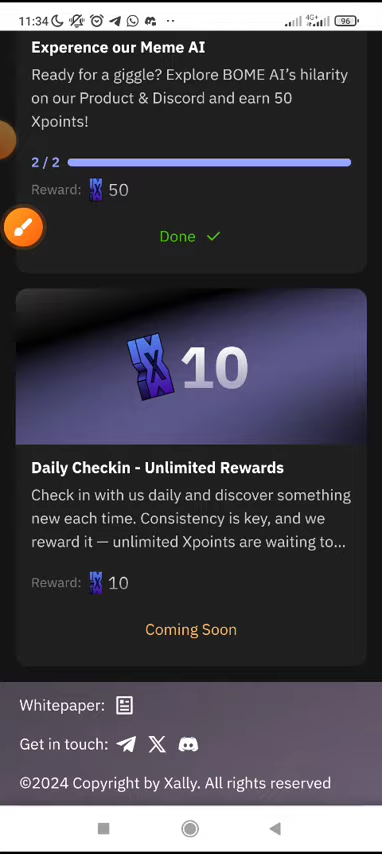 11:34
4G+
96
Experence our Meme AI
Ready for a giggle? Explore BOME AI's hilarity
on our Product & Discord and earn 50
Xpoints!
2 / 2
Reward: 50
Done
10
Daily Checkin - Unlimited Rewards
Check in with us daily and discover something
new each time. Consistency is key, and we
reward it — unlimited Xpoints are waiting to...
Reward: 10
Coming Soon
Whitepaper:
Get in touch:
©2024 Copyright by Xally. All rights reserved